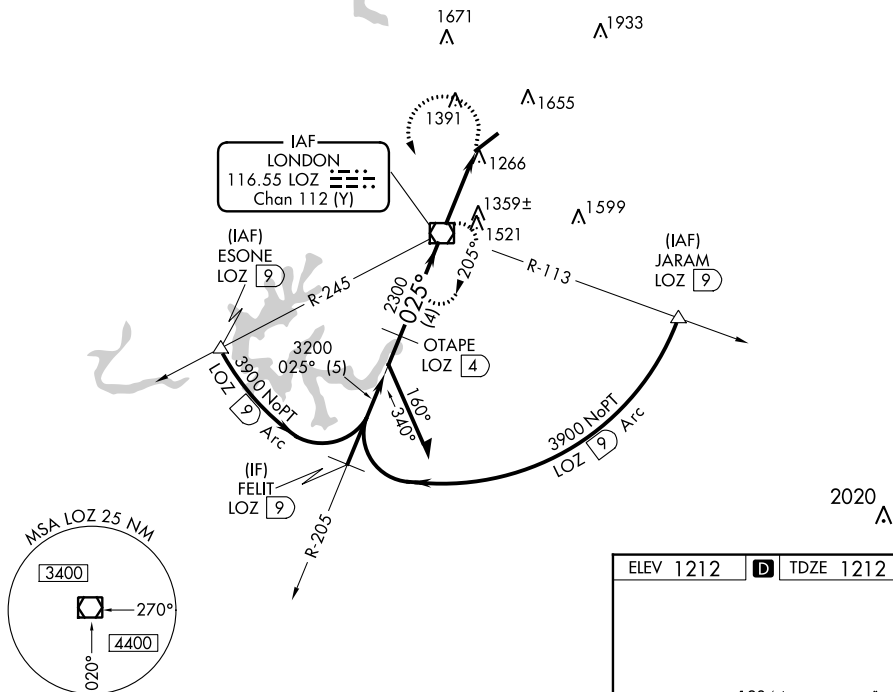 1671
1933
1391
1655
IAF
LONDON
116.55 LOZ
Chan 112 (Y)
1266
1359±
1521
1599
(IAF)
ESONE
LOZ 9
R-245
205°
R-113
(IAF)
JARAM
LOZ 9
2300
025°
(4)
OTAPE
LOZ 4
3200
025° (5)
3900 NoPT
LOZ 9 Arc
160°
340°
3900 NoPT
LOZ 9 Arc
(IF)
FELIT
LOZ 9
R-205
2020
MSA LOZ 25 NM
3400
270°
4400
020°
ELEV 1212 D TDZE 1212